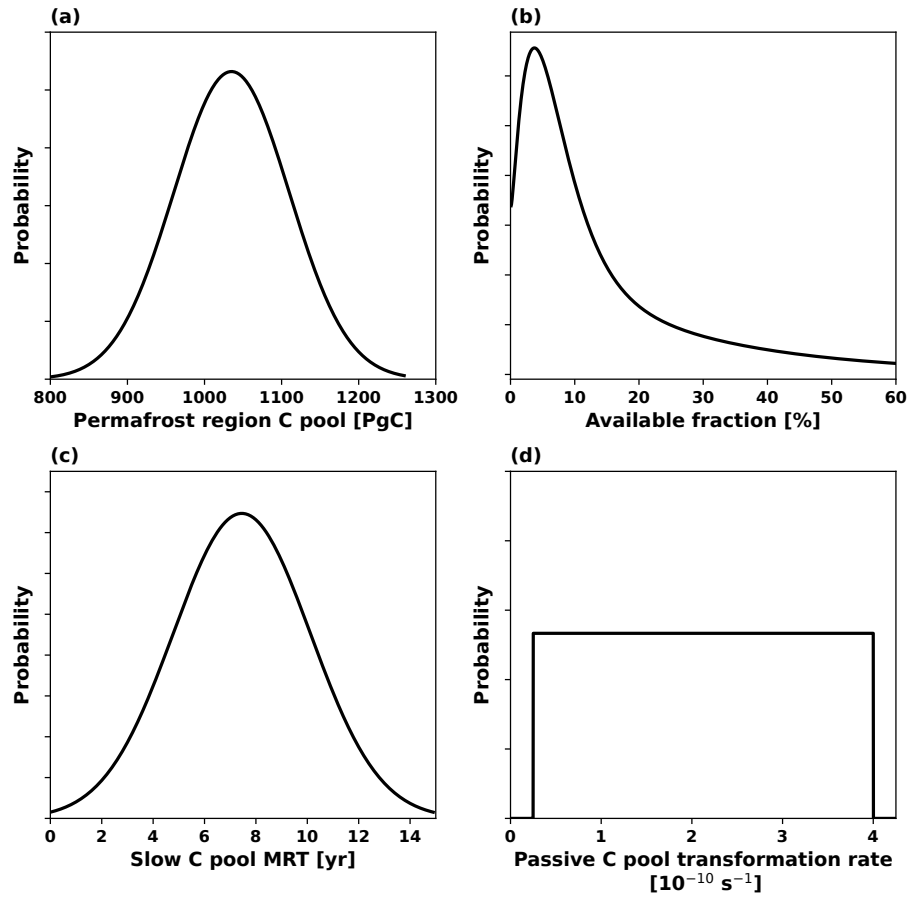 (a)
Probability
800 900 1000 1100 1200 1300
Permafrost region C pool [PgC]
(b)
Probability
0 10 20 30 40 50 60
Available fraction [%]
(c)
Probability
0 2 4 6 8 10 12 14
Slow C pool MRT [yr]
(d)
Probability
0 1 2 3 4
Passive C pool transformation rate
[10⁻¹⁰ s⁻¹]